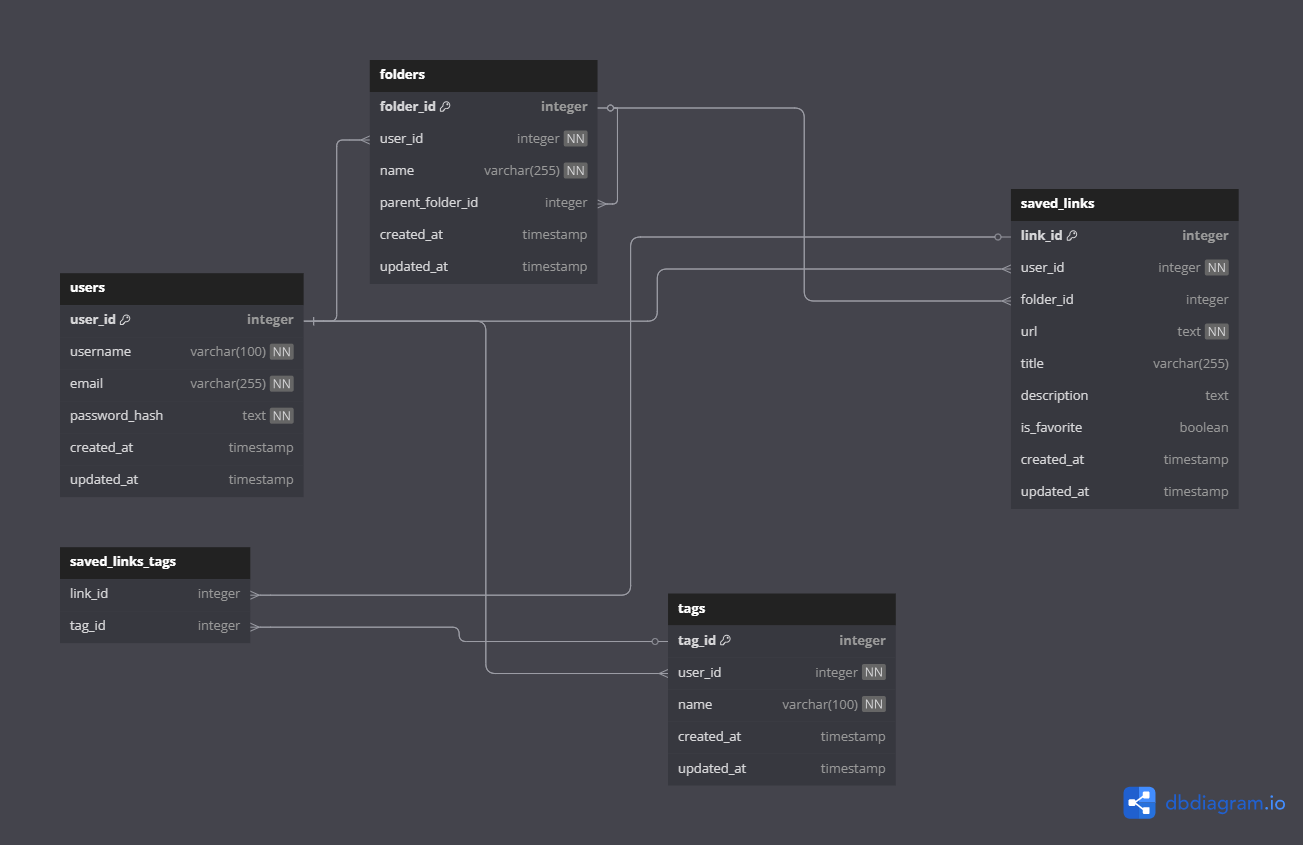 folders
folder_id integer
user_id integer NN
name varchar(255) NN
parent_folder_id integer
created_at timestamp
updated_at timestamp
saved_links
link_id integer
user_id integer NN
folder_id integer
url text NN
title varchar(255)
description text
is_favorite boolean
created_at timestamp
updated_at timestamp
users
user_id integer
username varchar(100) NN
email varchar(255) NN
password_hash text NN
created_at timestamp
updated_at timestamp
saved_links_tags
link_id integer
tag_id integer
tags
tag_id integer
user_id integer NN
name varchar(100) NN
created_at timestamp
updated_at timestamp
dbdiagram.io